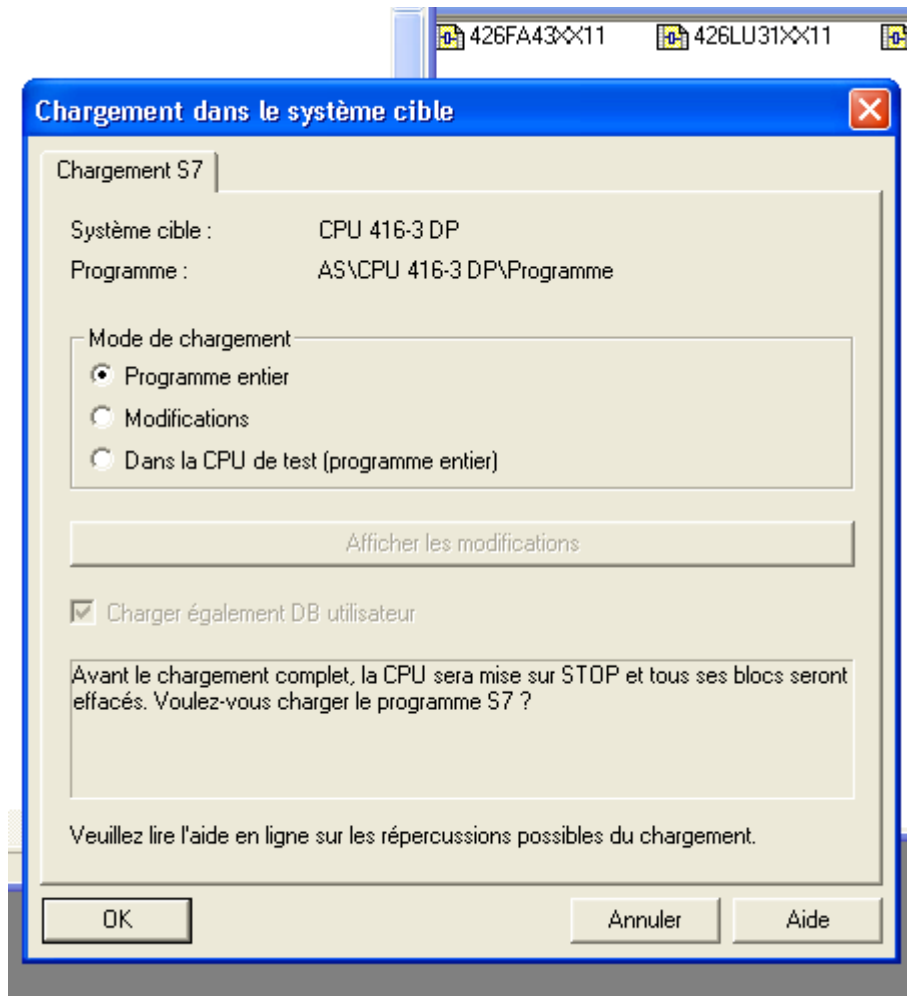 426FA43XX11 426LU31XX11
Chargement dans le système cible
Chargement S7
Système cible : CPU 416-3 DP
Programme : AS\CPU 416-3 DP\Programme
Mode de chargement
Programme entier
Modifications
Dans la CPU de test (programme entier)
Afficher les modifications
Charger également DB utilisateur
Avant le chargement complet, la CPU sera mise sur STOP et tous ses blocs seront
effacés. Voulez-vous charger le programme S7 ?
Veuillez lire l'aide en ligne sur les répercussions possibles du chargement.
OK Annuler Aide